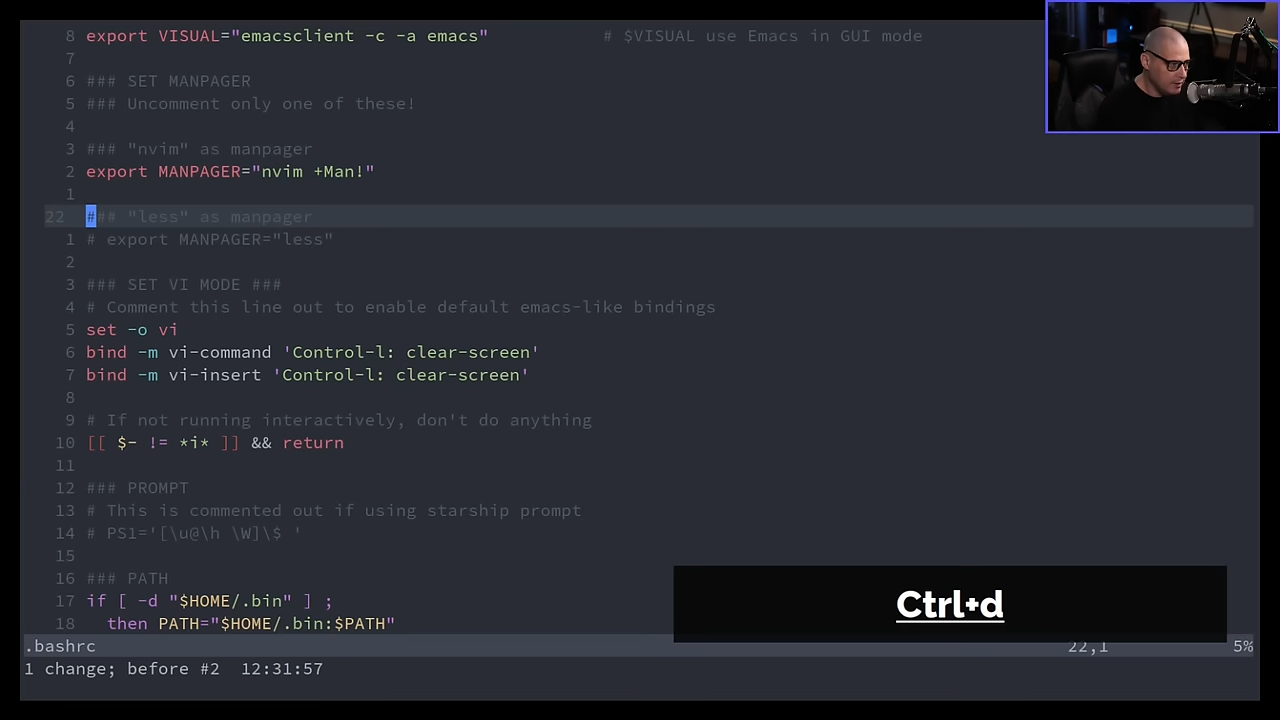 8 export VISUAL="emacsclient -c -a emacs" # $VISUAL use Emacs in GUI mode
7
6 ### SET MANPAGER
5 ### Uncomment only one of these!
4
3 ### "nvim" as manpager
2 export MANPAGER="nvim +Man!"
1
22 ### "less" as manpager
1 # export MANPAGER="less"
2
3 ### SET VI MODE ###
4 # Comment this line out to enable default emacs-like bindings
5 set -o vi
6 bind -m vi-command 'Control-l: clear-screen'
7 bind -m vi-insert 'Control-l: clear-screen'
8
9 # If not running interactively, don't do anything
10 [[ $- != *i* ]] && return
11
12 ### PROMPT
13 # This is commented out if using starship prompt
14 # PS1='[\u@\h \W]\$ '
15
16 ### PATH
17 if [ -d "$HOME/.bin" ] ;
18 then PATH="$HOME/.bin:$PATH"
Ctrl+d
.bashrc 22,1 5%
1 change; before #2 12:31:57